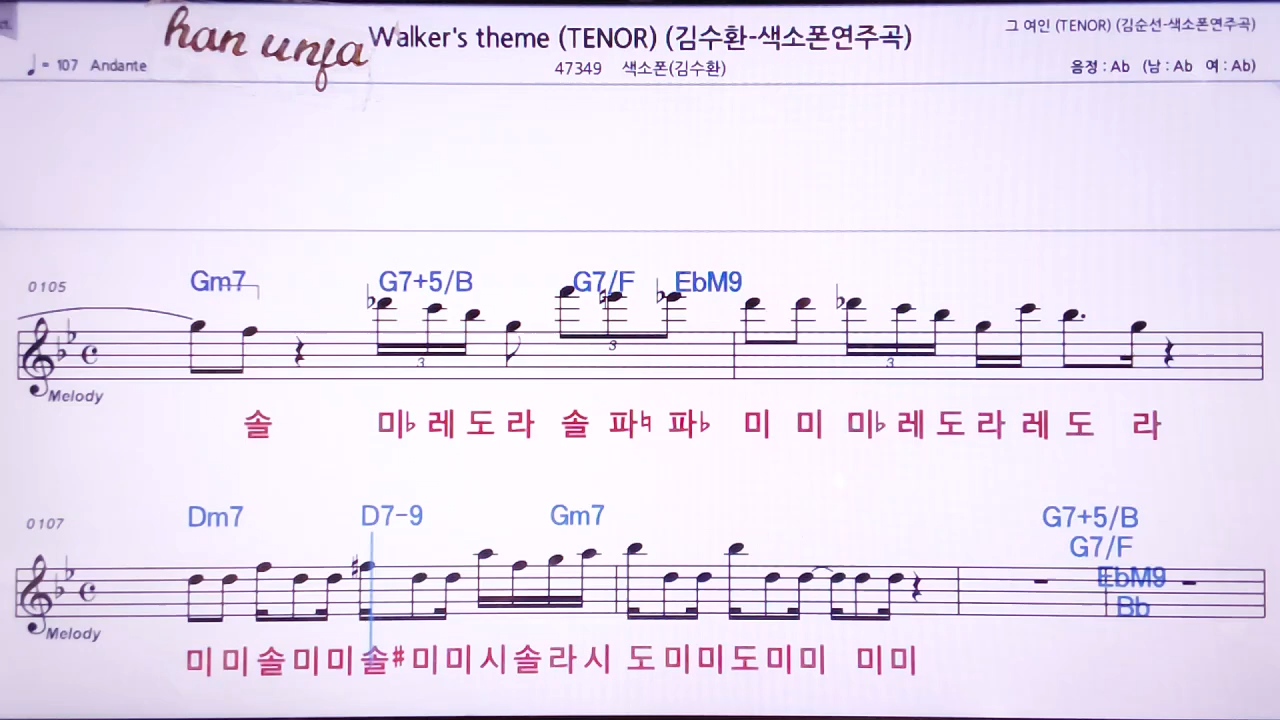 han unfa
Walker's theme (TENOR) (김수환-색소폰연주곡)
그 여인 (TENOR) (김순선-색소폰연주곡)
♩ = 107 Andante
47349 색소폰(김수환)
음정 : Ab (남 : Ab 여 : Ab)
0105
Gm7 G7+5/B G7/F EbM9
3 3 3
Melody
솔 미♭ 레 도 라 솔 파♮ 파♭ 미 미 미♭ 레 도 라 레 도 라
0107
Dm7 D7-9 Gm7 G7+5/B
G7/F
EbM9
Bb
Melody
미 미 솔 미 미 솔# 미 미 시 솔 라 시 도 미 미 도 미 미 미 미